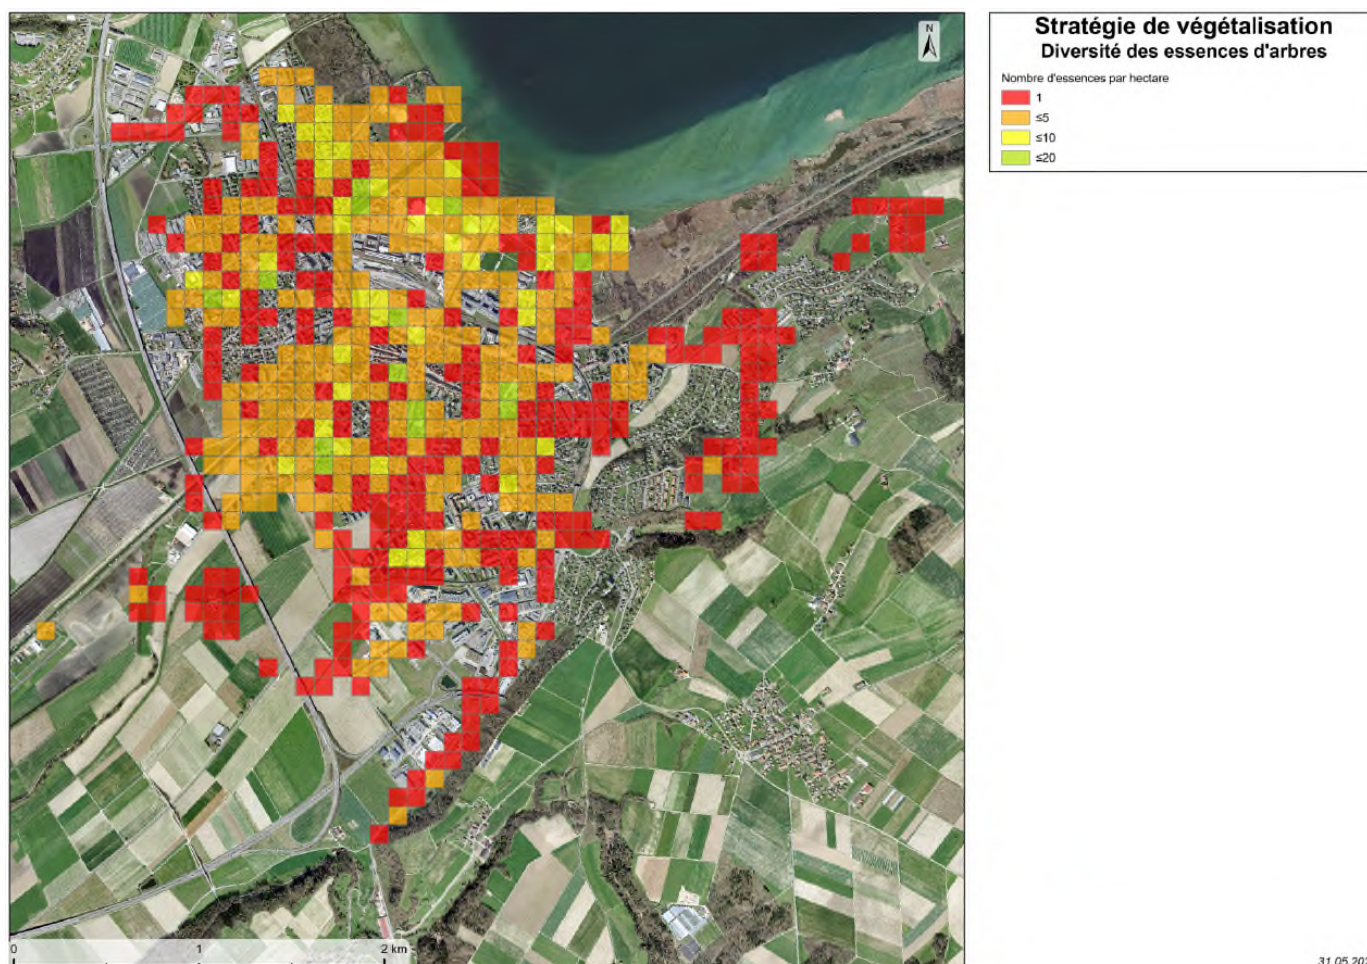 Stratégie de végétalisation
Diversité des essences d'arbres
Nombre d'essences par hectare
1
≤5
≤10
≤20
N
0 1 2 km